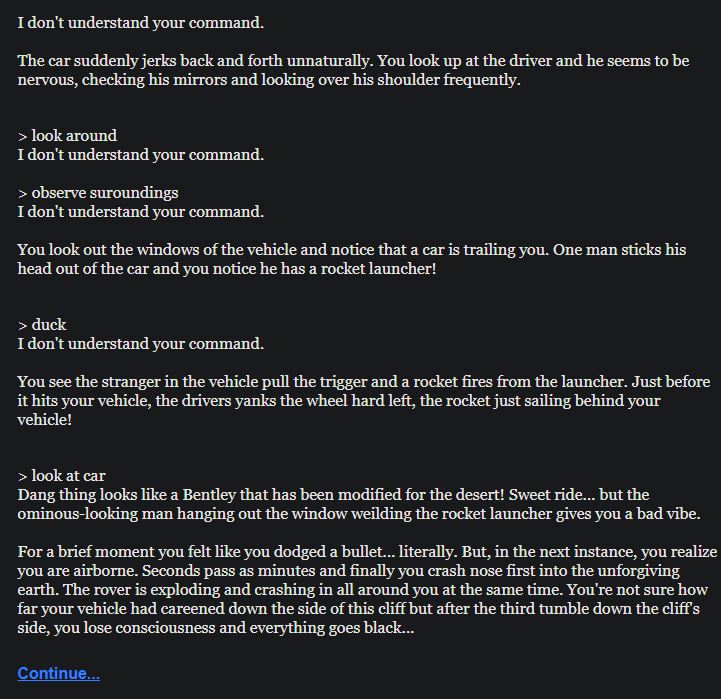 I don't understand your command.
The car suddenly jerks back and forth unnaturally. You look up at the driver and he seems to be
nervous, checking his mirrors and looking over his shoulder frequently.
> look around
I don't understand your command.
> observe suroundings
I don't understand your command.
You look out the windows of the vehicle and notice that a car is trailing you. One man sticks his
head out of the car and you notice he has a rocket launcher!
> duck
I don't understand your command.
You see the stranger in the vehicle pull the trigger and a rocket fires from the launcher. Just before
it hits your vehicle, the drivers yanks the wheel hard left, the rocket just sailing behind your
vehicle!
> look at car
Dang thing looks like a Bentley that has been modified for the desert! Sweet ride... but the
ominous-looking man hanging out the window weilding the rocket launcher gives you a bad vibe.
For a brief moment you felt like you dodged a bullet... literally. But, in the next instance, you realize
you are airborne. Seconds pass as minutes and finally you crash nose first into the unforgiving
earth. The rover is exploding and crashing in all around you at the same time. You're not sure how
far your vehicle had careened down the side of this cliff but after the third tumble down the cliff's
side, you lose consciousness and everything goes black...
Continue...